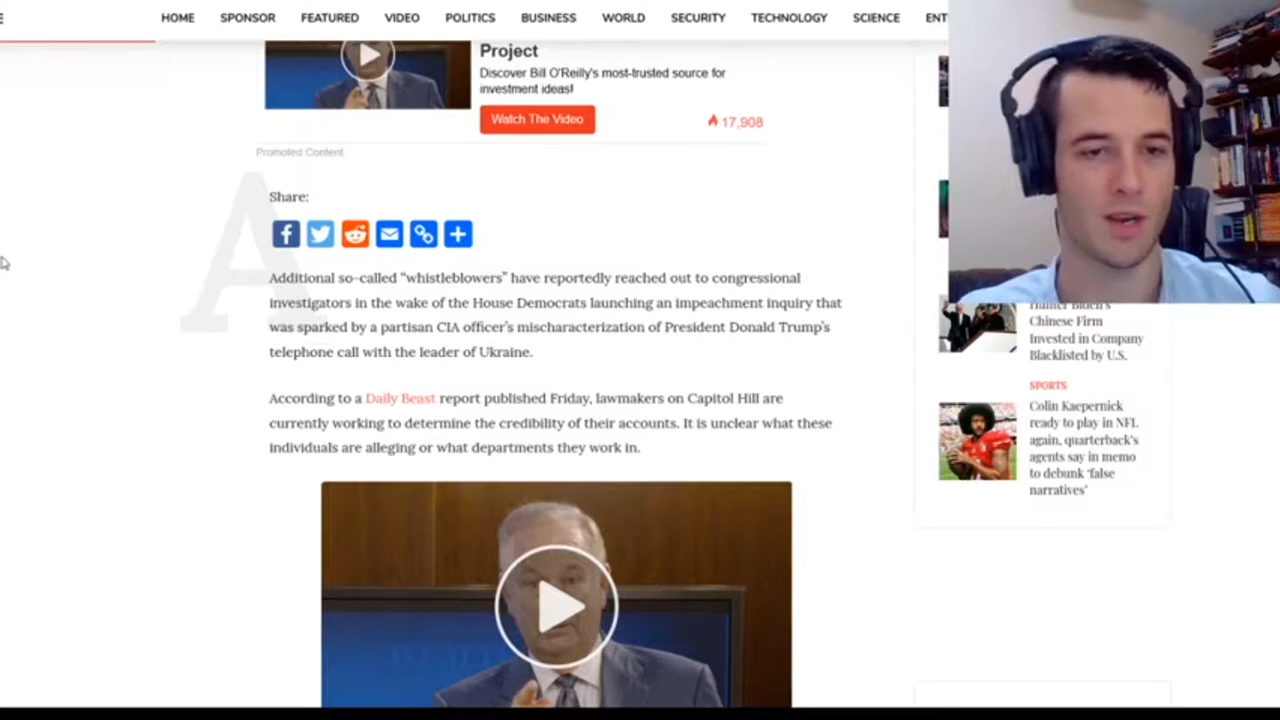 HOME SPONSOR FEATURED VIDEO POLITICS BUSINESS WORLD SECURITY TECHNOLOGY SCIENCE ENT
Project
Discover Bill O'Reilly's most-trusted source for
investment ideas!
Watch The Video
17,908
Promoted Content
Share:
A
Additional so-called “whistleblowers” have reportedly reached out to congressional
investigators in the wake of the House Democrats launching an impeachment inquiry that
was sparked by a partisan CIA officer’s mischaracterization of President Donald Trump’s
telephone call with the leader of Ukraine.
According to a Daily Beast report published Friday, lawmakers on Capitol Hill are
currently working to determine the credibility of their accounts. It is unclear what these
individuals are alleging or what departments they work in.
Hunter Biden's
Chinese Firm
Invested in Company
Blacklisted by U.S.
SPORTS
Colin Kaepernick
ready to play in NFL
again, quarterback's
agents say in memo
to debunk ‘false
narratives’